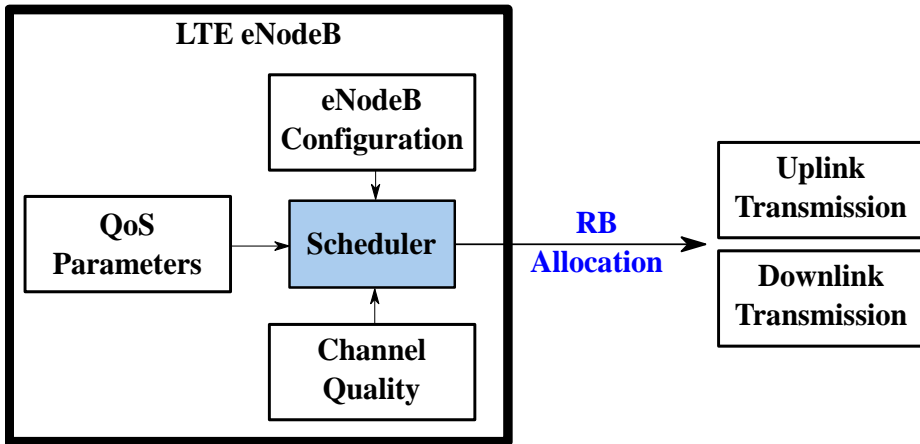 LTE eNodeB
eNodeB
Configuration
QoS
Parameters
Scheduler
Channel
Quality
RB
Allocation
Uplink
Transmission
Downlink
Transmission